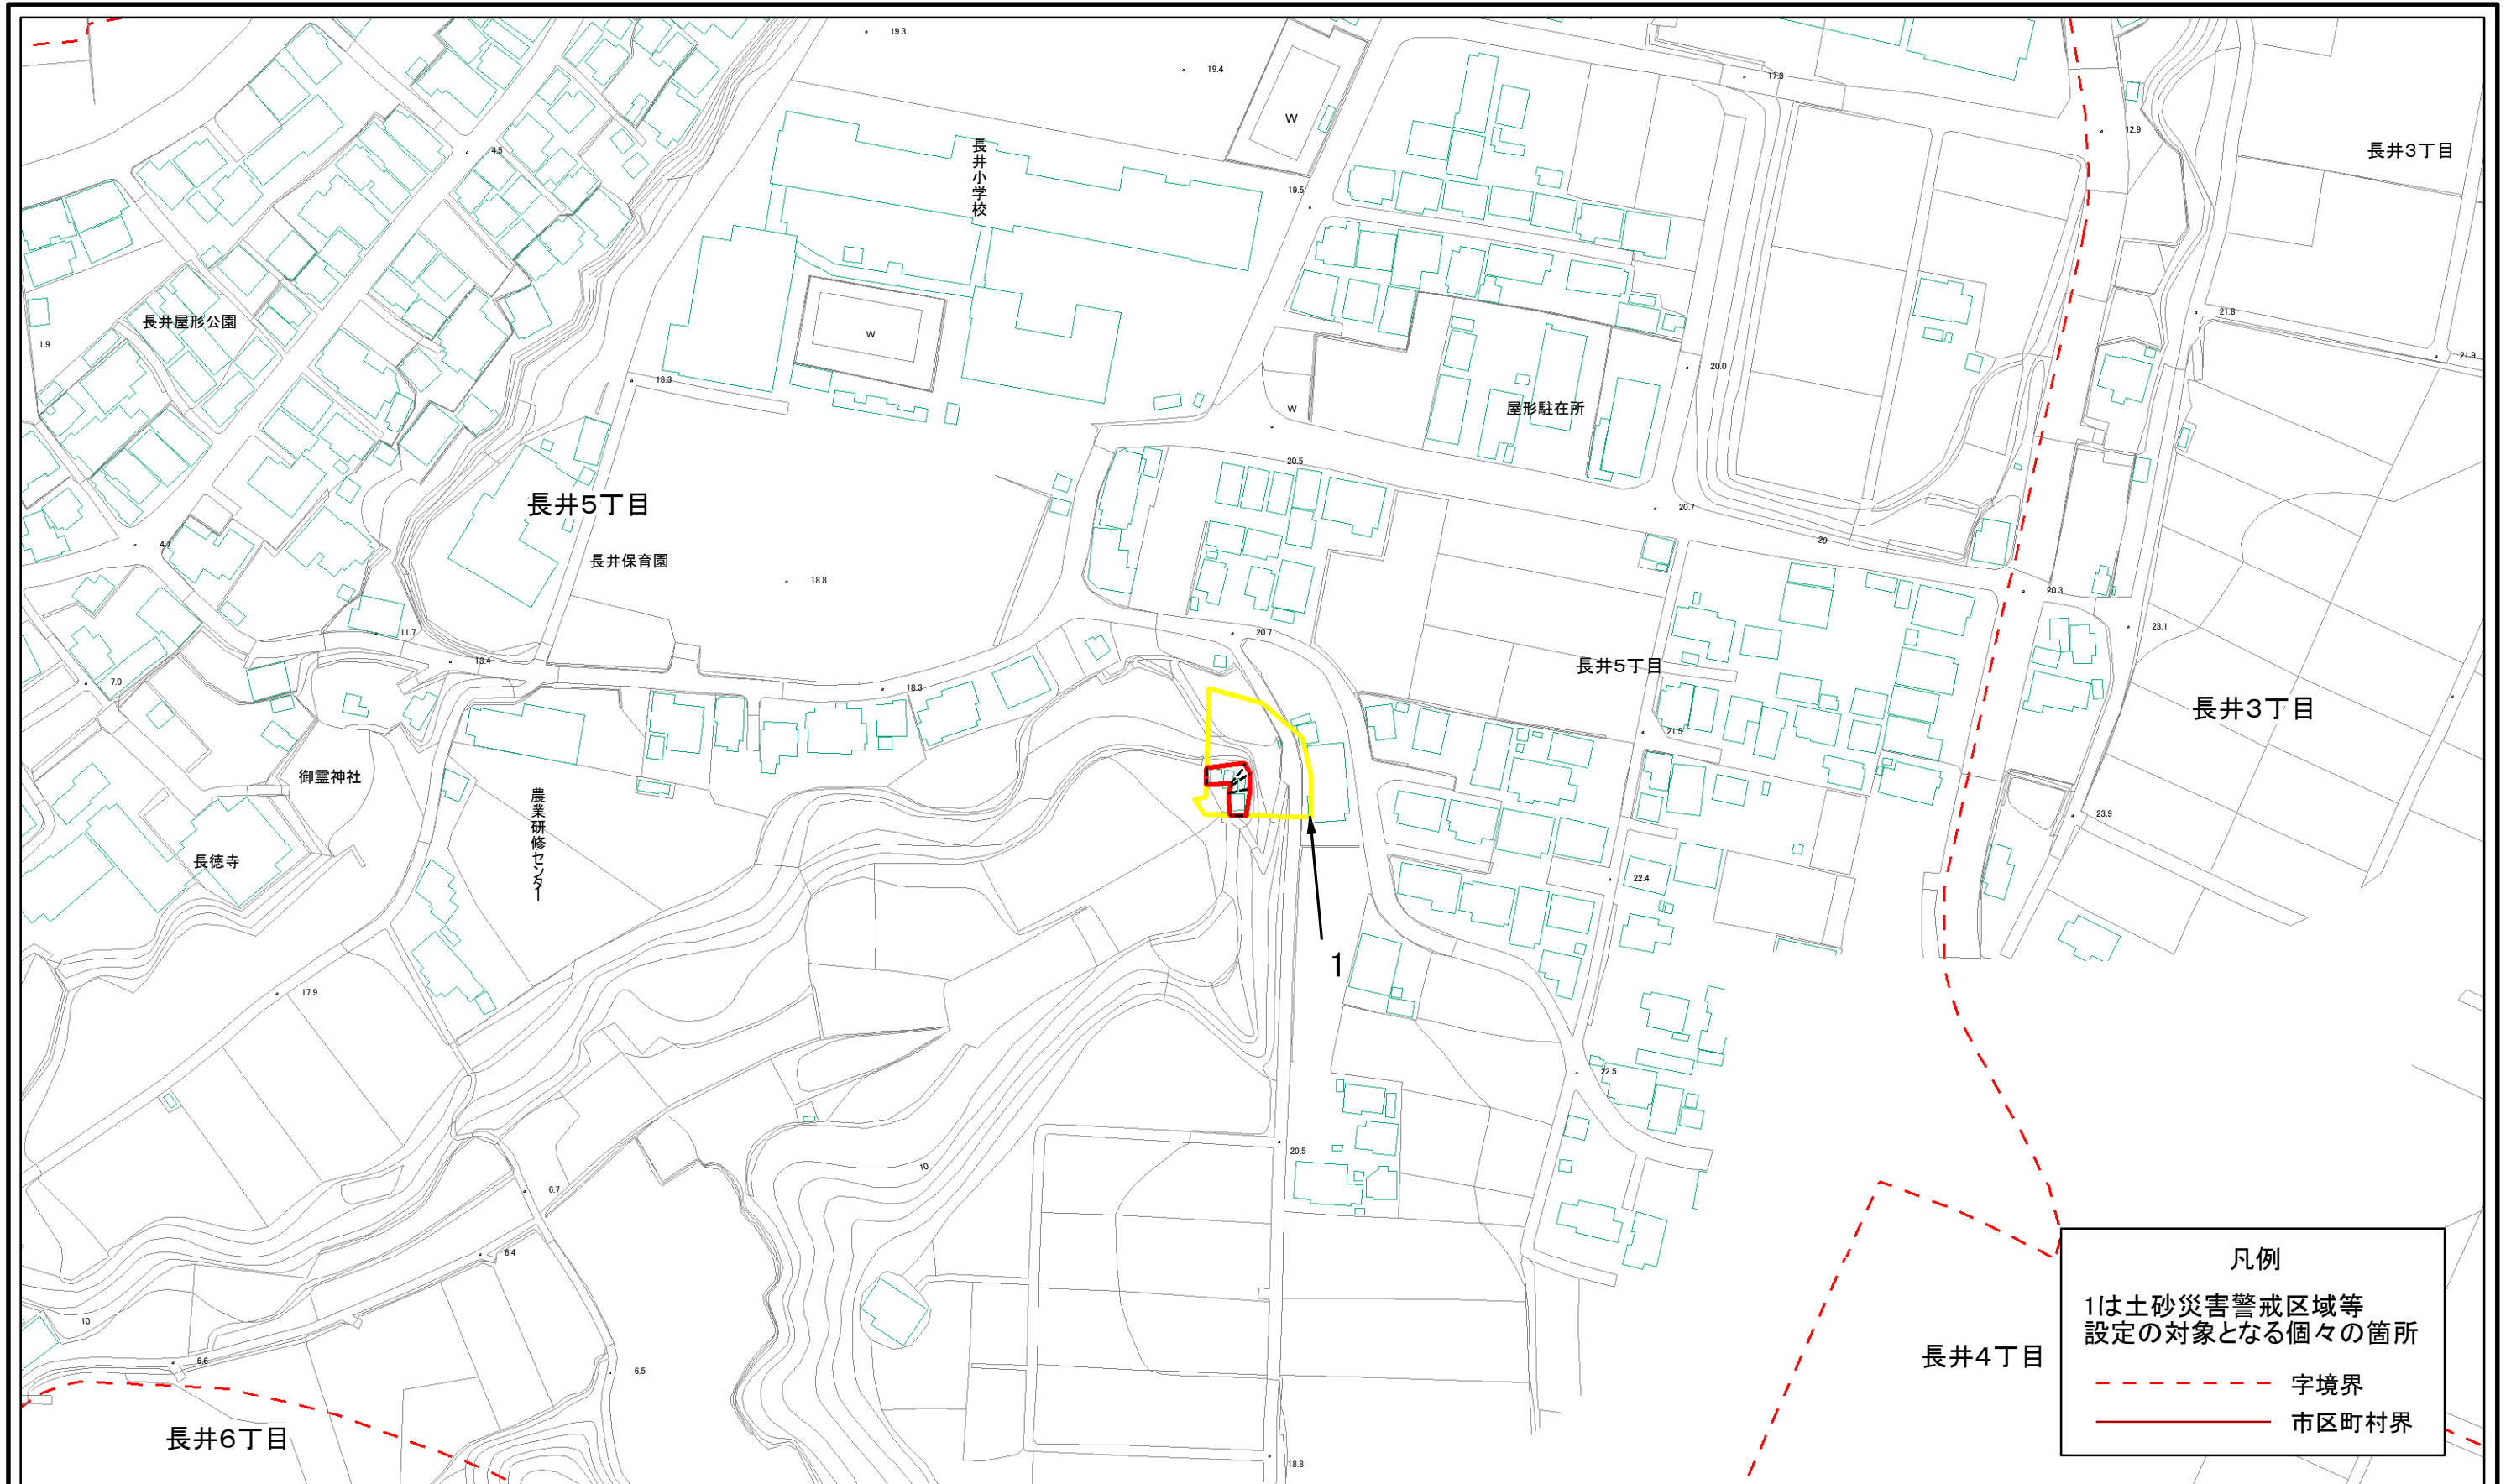 19.3
19.4
17.3
W
12.9
長井3丁目
4.5
長井小学校
19.5
長井屋形公園
1.9
W
21.8
21.9
18.3
20.0
W
屋形駐在所
20.5
長井5丁目
20.7
4.7
20
長井保育園
18.8
20.3
11.7
20.7
23.1
13.4
長井5丁目
7.0
18.3
長井3丁目
21.5
御霊神社
農業研修センター
23.9
長徳寺
22.4
1
17.9
22.5
20.5
10
6.7
6.4
凡例
1は土砂災害警戒区域等
設定の対象となる個々の箇所
10
長井4丁目
6.6
6.5
字境界
市区町村界
長井6丁目
18.8